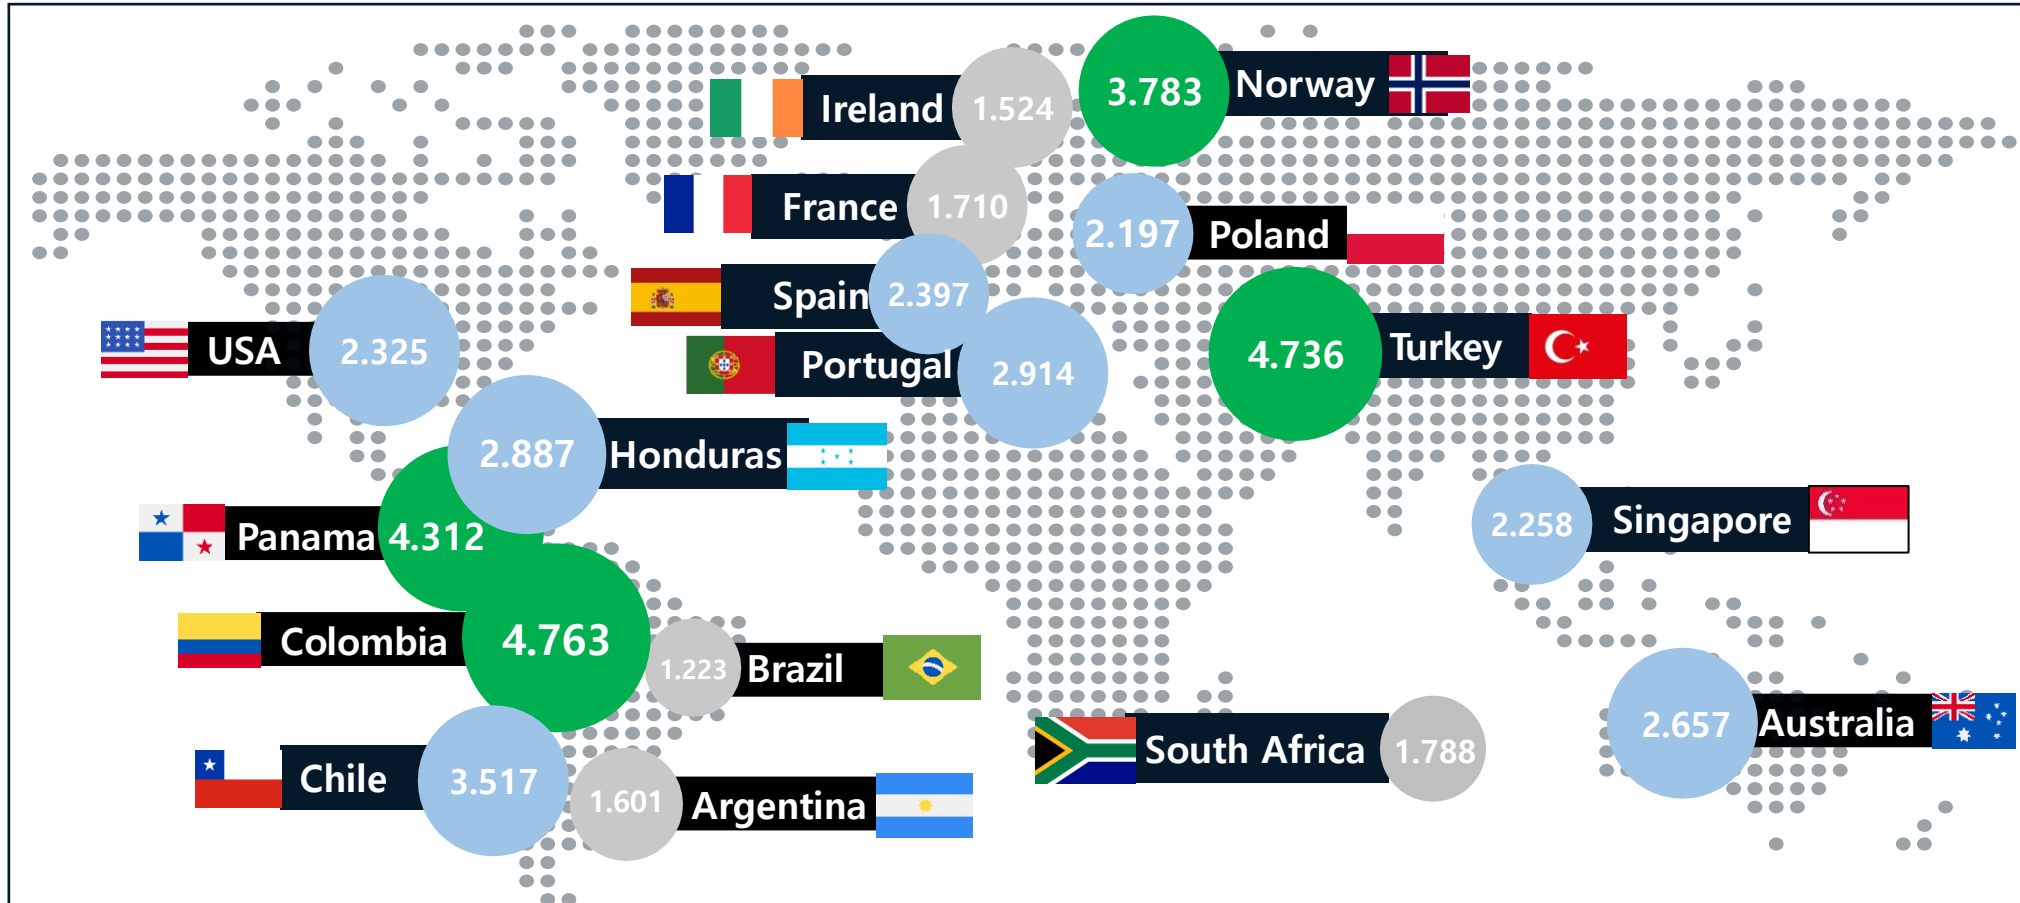 Ireland 1.524
3.783 Norway
France 1.710
2.197 Poland
Spain 2.397
USA 2.325
Portugal 2.914
4.736 Turkey
2.887 Honduras
Panama 4.312
2.258 Singapore
Colombia 4.763
1.223 Brazil
2.657 Australia
South Africa 1.788
Chile 3.517
1.601 Argentina